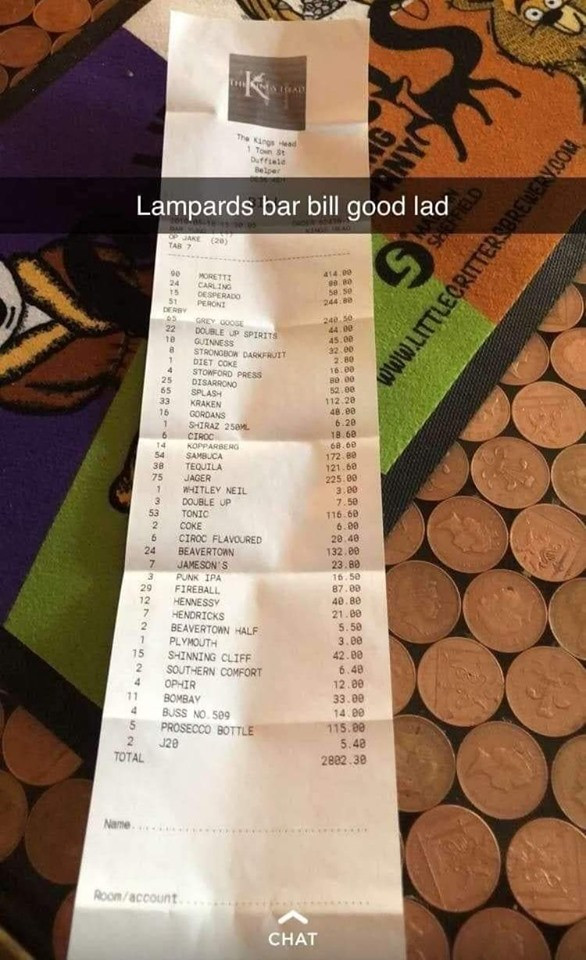 THE KINGS HEAD
The Kings Head
1 Town St
Duffield
Belper
Lampards bar bill good lad
OP JAKE (20)
TAB 7
90 MORETTI 414.00
24 CARLING 88.80
15 DESPERADO 58.50
51 PERONI 244.80
DERBY
65 GREY GOOSE 240.50
22 DOUBLE UP SPIRITS 44.00
10 GUINNESS 45.00
8 STRONGBOW DARKFRUIT 32.00
1 DIET COKE 2.80
4 STOWFORD PRESS 16.00
25 DISARRONO 80.00
65 SPLASH 52.00
33 KRAKEN 112.20
16 GORDANS 48.00
1 SHIRAZ 250ML 6.20
6 CIROC 18.60
14 KOPPARBERG 60.60
54 SAMBUCA 172.80
38 TEQUILA 121.60
75 JAGER 225.00
1 WHITLEY NEIL 3.00
3 DOUBLE UP 7.50
53 TONIC 116.60
2 COKE 6.00
6 CIROC FLAVOURED 20.40
24 BEAVERTOWN 132.00
7 JAMESON'S 23.80
3 PUNK IPA 16.50
29 FIREBALL 87.00
12 HENNESSY 40.80
7 HENDRICKS 21.00
2 BEAVERTOWN HALF 5.50
1 PLYMOUTH 3.00
15 SHINNING CLIFF 42.00
2 SOUTHERN COMFORT 6.40
4 OPHIR 12.00
11 BOMBAY 33.00
4 BUSS NO.509 14.00
5 PROSECCO BOTTLE 115.00
2 J20 5.40
TOTAL 2802.30
Name
Room/account
WWW.LITTLECRITTERSBREWERY.COM
SHEFFIELD
CHAT